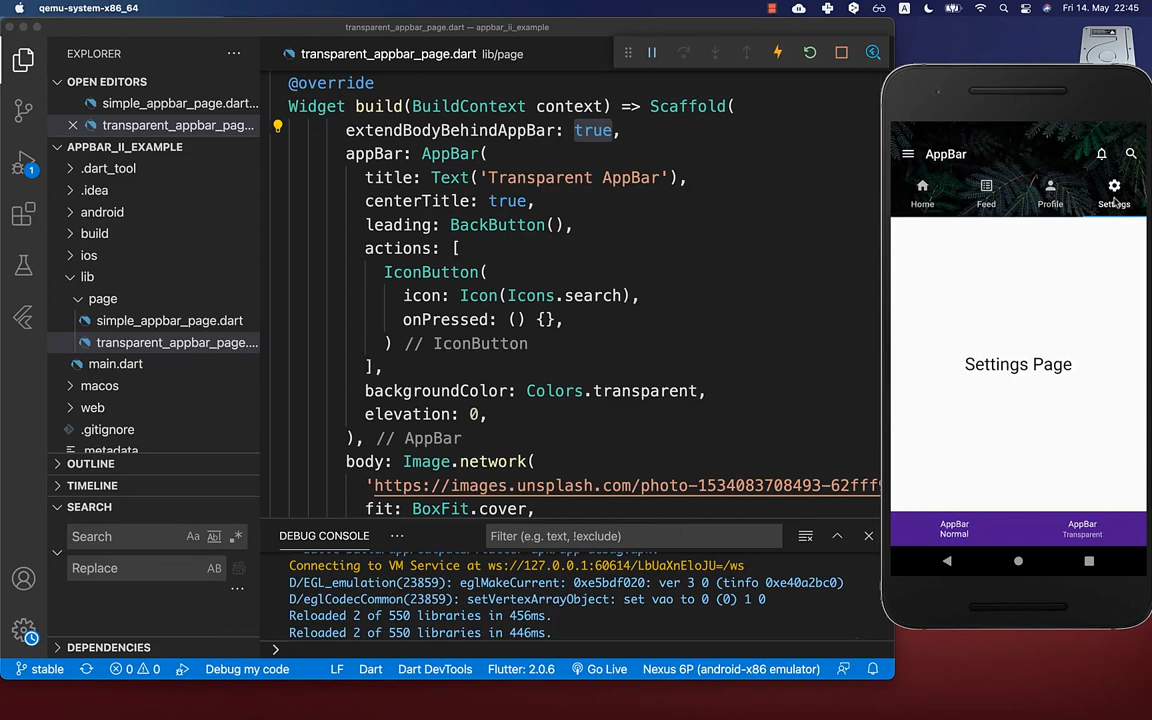 qemu-system-x86_64
A
Fri 14. May 22:45
transparent_appbar_page.dart — appbar_ii_example
EXPLORER
OPEN EDITORS
simple_appbar_page.dart...
transparent_appbar_pag...
APPBAR_II_EXAMPLE
.dart_tool
.idea
android
build
ios
lib
page
simple_appbar_page.dart
transparent_appbar_page....
main.dart
macos
web
.gitignore
.metadata
OUTLINE
TIMELINE
SEARCH
Search
Aa
Abl
Replace
AB
DEPENDENCIES
1
transparent_appbar_page.dart lib/page
@override
Widget build(BuildContext context) => Scaffold(
extendBodyBehindAppBar: true,
appBar: AppBar(
title: Text('Transparent AppBar'),
centerTitle: true,
leading: BackButton(),
actions: [
IconButton(
icon: Icon(Icons.search),
onPressed: () {},
) // IconButton
],
backgroundColor: Colors.transparent,
elevation: 0,
), // AppBar
body: Image.network(
'https://images.unsplash.com/photo-1534083708493-62fff
fit: BoxFit.cover,
DEBUG CONSOLE
Filter (e.g. text, !exclude)
Connecting to VM Service at ws://127.0.0.1:60614/LbUaXnEloJU=/ws
D/EGL_emulation(23859): eglMakeCurrent: 0xe5bdf020: ver 3 0 (tinfo 0xe40a2bc0)
D/eglCodecCommon(23859): setVertexArrayObject: set vao to 0 (0) 1 0
Reloaded 2 of 550 libraries in 456ms.
Reloaded 2 of 550 libraries in 446ms.
stable
0
0
Debug my code
LF
Dart
Dart DevTools
Flutter: 2.0.6
Go Live
Nexus 6P (android-x86 emulator)
AppBar
Home
Feed
Profile
Settings
Settings Page
AppBar
Normal
AppBar
Transparent